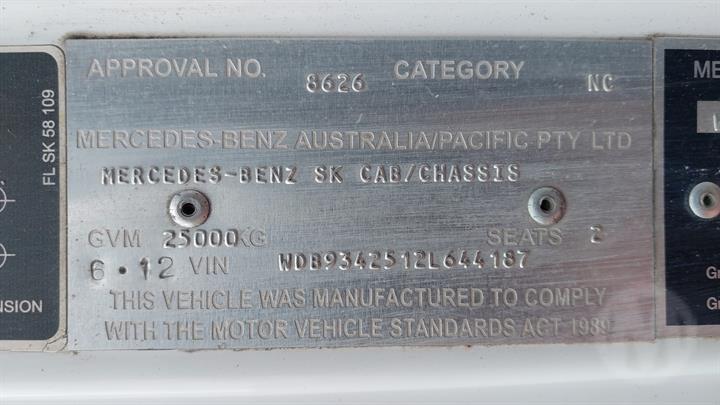 FL SK 58 109
NSION
APPROVAL NO. 8626 CATEGORY NC
MERCEDES-BENZ AUSTRALIA/PACIFIC PTY LTD
MERCEDES-BENZ SK CAB/CHASSIS
GVM 25000KG SEATS 2
6•12 VIN WDB9342512L644187
THIS VEHICLE WAS MANUFACTURED TO COMPLY
WITH THE MOTOR VEHICLE STANDARDS ACT 1989
ME
G
G